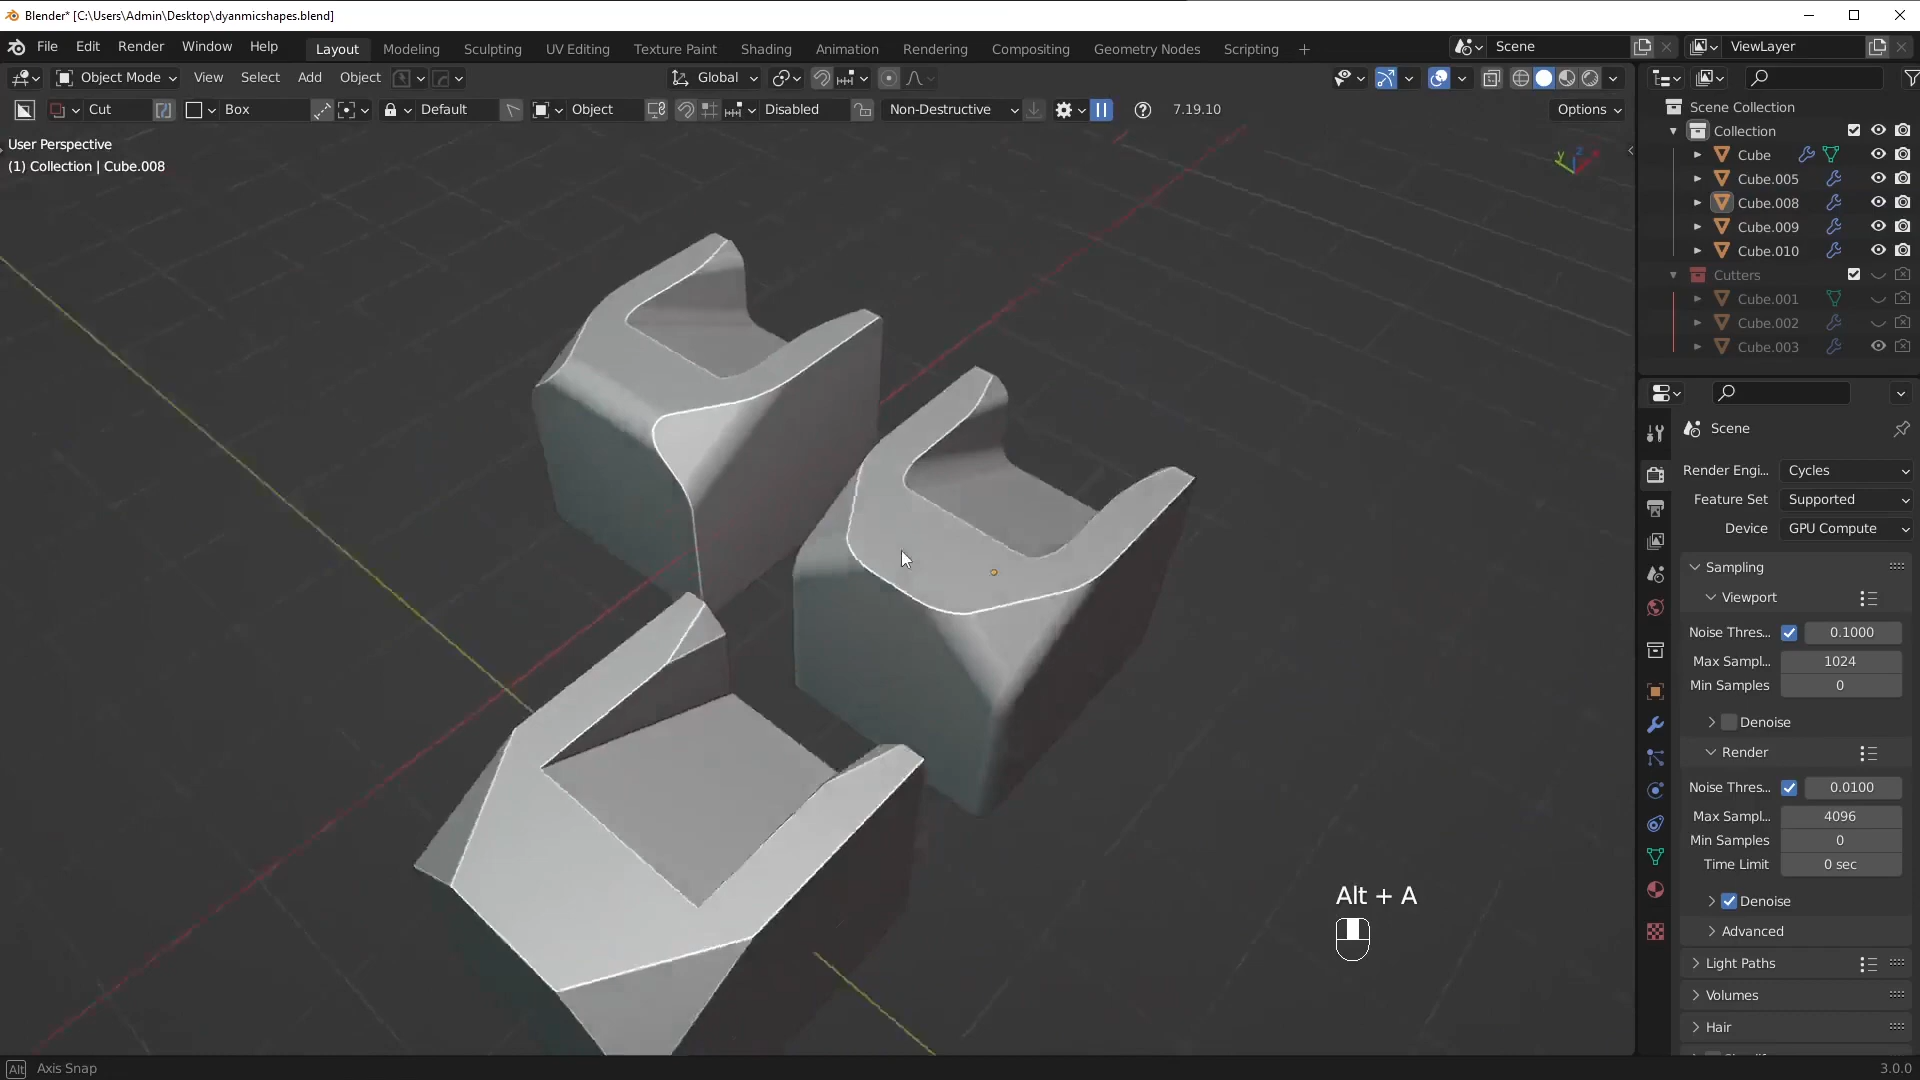 Blender* [C:\Users\Admin\Desktop\dyanmicshapes.blend]
File Edit Render Window Help Layout Modeling Sculpting UV Editing Texture Paint Shading Animation Rendering Compositing Geometry Nodes Scripting + Scene ViewLayer
Object Mode View Select Add Object Global
Cut Box Default Object Disabled Non-Destructive 7.19.10 Options
User Perspective
(1) Collection | Cube.008
Y
Z
Scene Collection
Collection
Cube
Cube.005
Cube.008
Cube.009
Cube.010
Cutters
Cube.001
Cube.002
Cube.003
Scene
Render Engi... Cycles
Feature Set Supported
Device GPU Compute
Sampling
Viewport
Noise Thres... 0.1000
Max Sampl... 1024
Min Samples 0
Denoise
Render
Noise Thres... 0.0100
Max Sampl... 4096
Min Samples 0
Time Limit 0 sec
Denoise
Advanced
Light Paths
Volumes
Hair
Alt + A
Alt Axis Snap
3.0.0